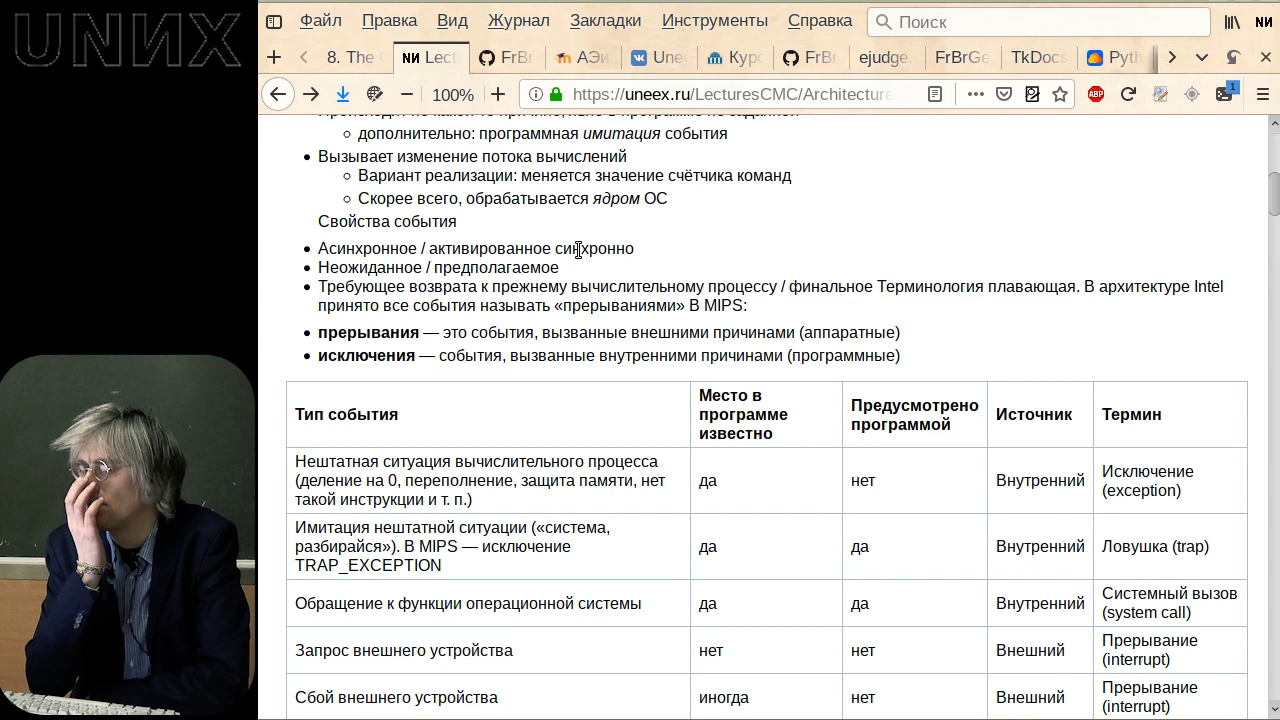 UNИX
Файл Правка Вид Журнал Закладки Инструменты Справка Поиск
8. The NИ Lect FrBr АЭи Une Кур FrBr ejudge. FrBrGe TkDocs Pyth
100% https://uneex.ru/LecturesCMC/Architecture ABP 1
дополнительно: программная имитация события
Вызывает изменение потока вычислений
Вариант реализации: меняется значение счётчика команд
Скорее всего, обрабатывается ядром ОС
Свойства события
Асинхронное / активированное синхронно
Неожиданное / предполагаемое
Требующее возврата к прежнему вычислительному процессу / финальное Терминология плавающая. В архитектуре Intel
принято все события называть «прерываниями» В MIPS:
прерывания — это события, вызванные внешними причинами (аппаратные)
исключения — события, вызванные внутренними причинами (программные)
Тип события
Место в
программе
известно
Предусмотрено
программой
Источник
Термин
Нештатная ситуация вычислительного процесса
(деление на 0, переполнение, защита памяти, нет
такой инструкции и т. п.)
да
нет
Внутренний
Исключение
(exception)
Имитация нештатной ситуации («система,
разбирайся»). В MIPS — исключение
TRAP_EXCEPTION
да
да
Внутренний
Ловушка (trap)
Обращение к функции операционной системы
да
да
Внутренний
Системный вызов
(system call)
Запрос внешнего устройства
нет
нет
Внешний
Прерывание
(interrupt)
Сбой внешнего устройства
иногда
нет
Внешний
Прерывание
(interrupt)